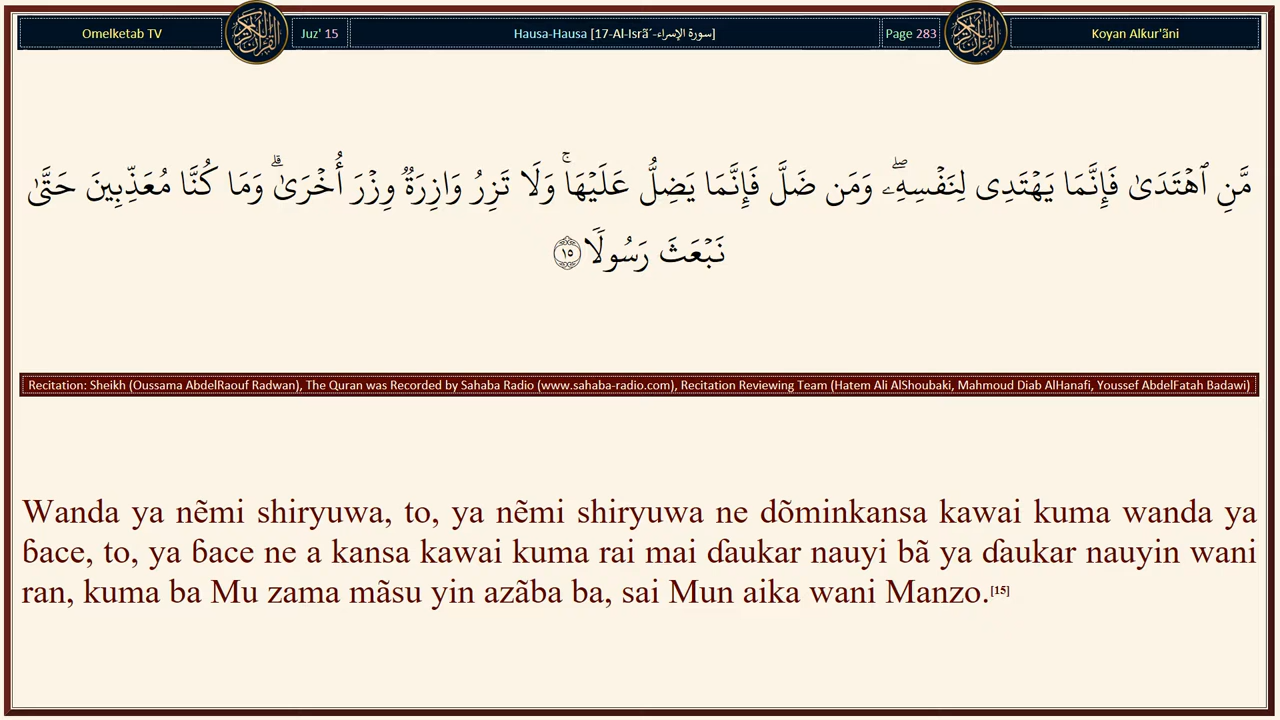 Omelketab TV
Juz' 15
Hausa-Hausa [17-Al-Isrã´-سورة الإسراء]
Page 283
Koyan Alƙur'ãni
مَّنِ ٱهۡتَدَىٰ فَإِنَّمَا يَهۡتَدِى لِنَفۡسِهِۦۖ وَمَن ضَلَّ فَإِنَّمَا يَضِلُّ عَلَيۡهَاۚ وَلَا تَزِرُ وَازِرَةٞ وِزۡرَ أُخۡرَىٰۗ وَمَا كُنَّا مُعَذِّبِينَ حَتَّىٰ
نَبۡعَثَ رَسُولٗا ١٥
Recitation: Sheikh (Oussama AbdelRaouf Radwan), The Quran was Recorded by Sahaba Radio (www.sahaba-radio.com), Recitation Reviewing Team (Hatem Ali AlShoubaki, Mahmoud Diab AlHanafi, Youssef AbdelFatah Badawi)
Wanda ya nẽmi shiryuwa, to, ya nẽmi shiryuwa ne dõminkansa kawai kuma wanda ya
ɓace, to, ya ɓace ne a kansa kawai kuma rai mai ɗaukar nauyi bã ya ɗaukar nauyin wani
ran, kuma ba Mu zama mãsu yin azãba ba, sai Mun aika wani Manzo.[15]